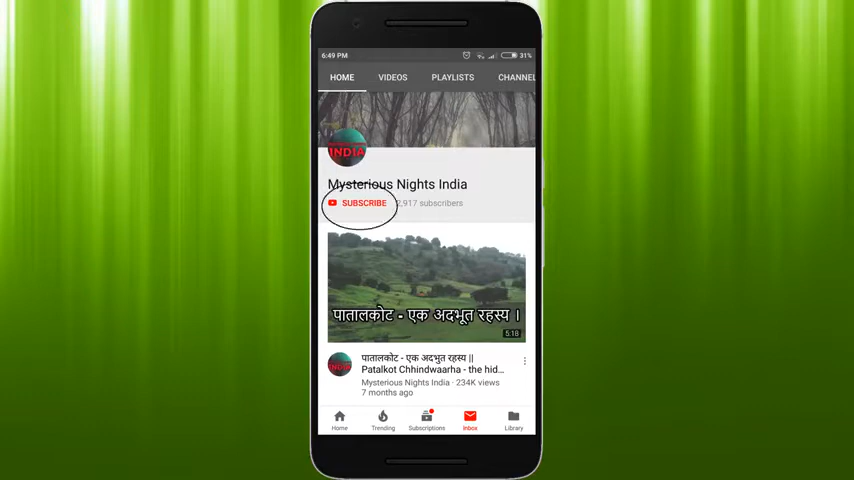 6:49 PM
31%
HOME VIDEOS PLAYLISTS CHANNEL
INDIA
Mysterious Nights India
SUBSCRIBE 2,917 subscribers
पातालकोट - एक अदभूत रहस्य ।
5:18
पातालकोट - एक अदभुत रहस्य ||
Patalkot Chhindwaarha - the hid...
Mysterious Nights India · 234K views
7 months ago
INDIA
Home Trending Subscriptions Inbox Library